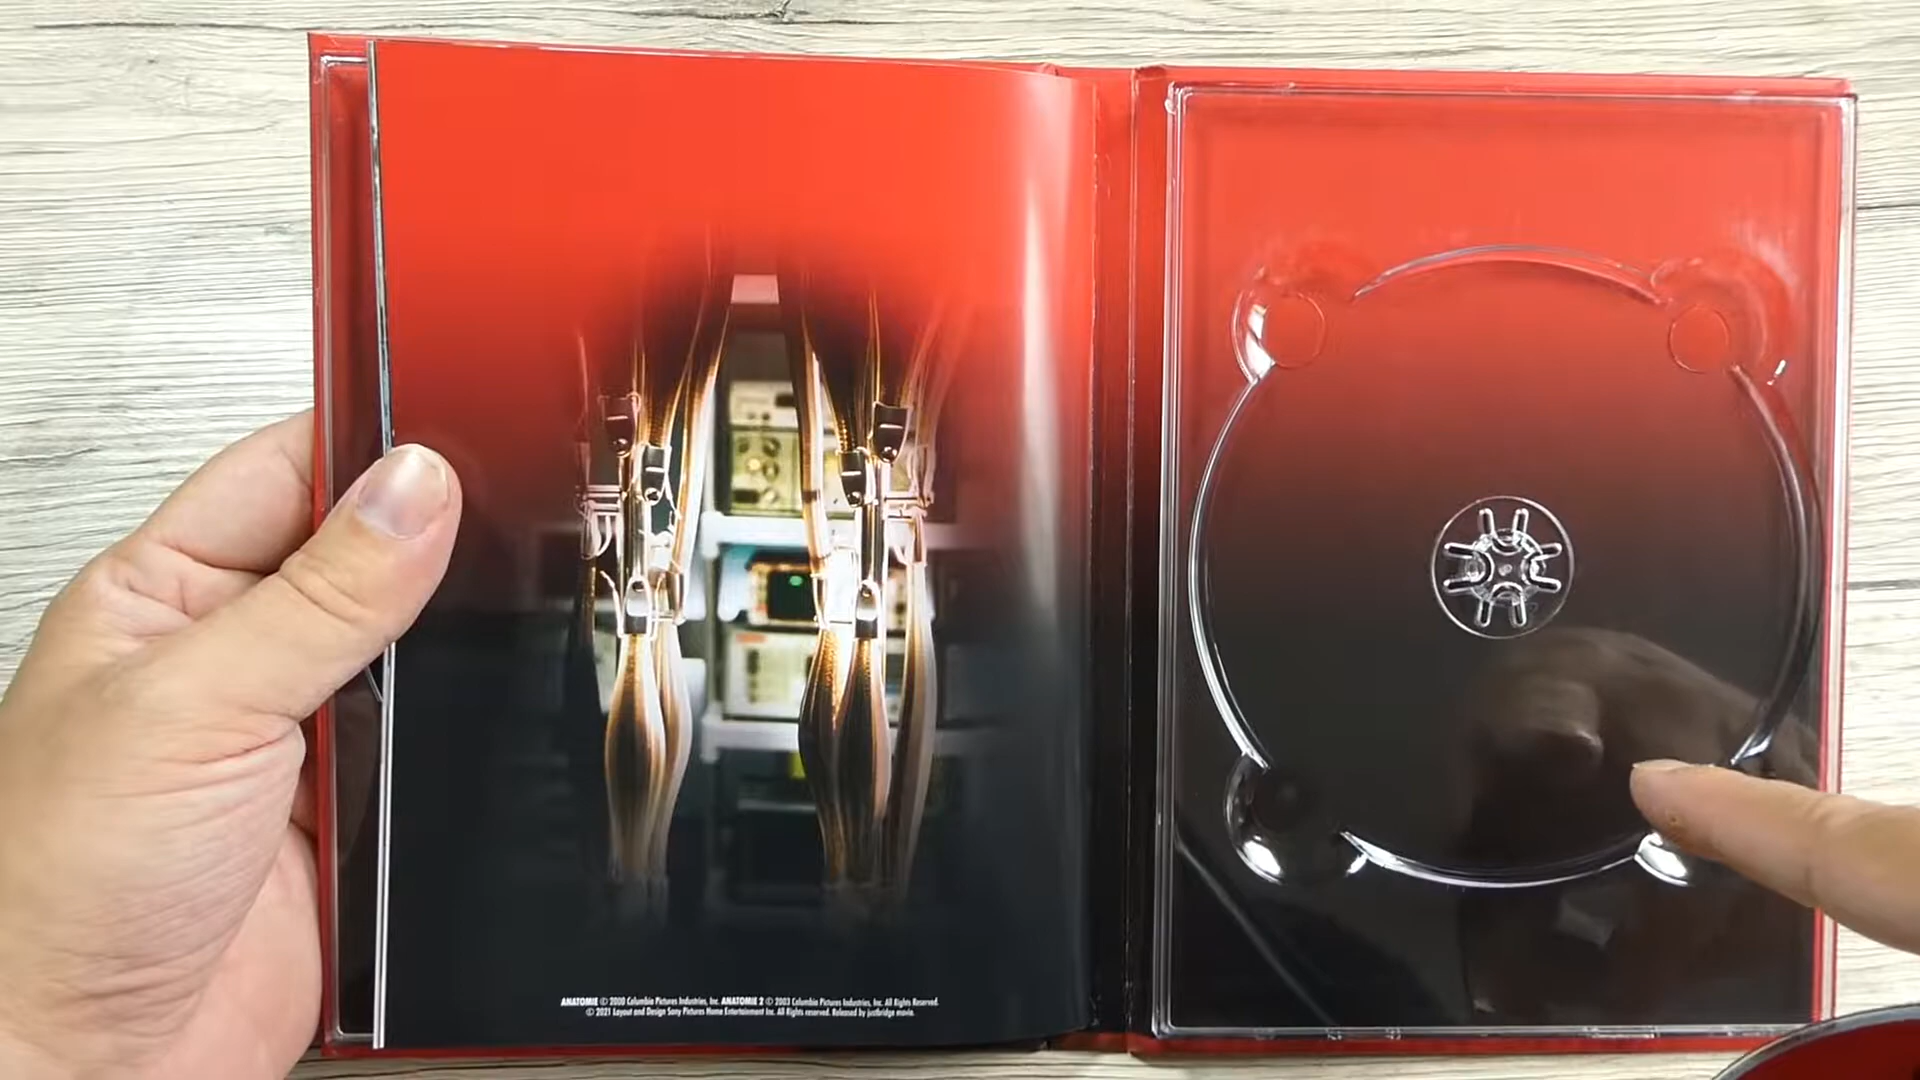 ANATOMIE © 2000 Columbia Pictures Industries, Inc. ANATOMIE 2 © 2003 Columbia Pictures Industries, Inc. All Rights Reserved.
© 2021 Layout and Design Sony Pictures Home Entertainment Inc. All Rights reserved. Released by justbridge movie.